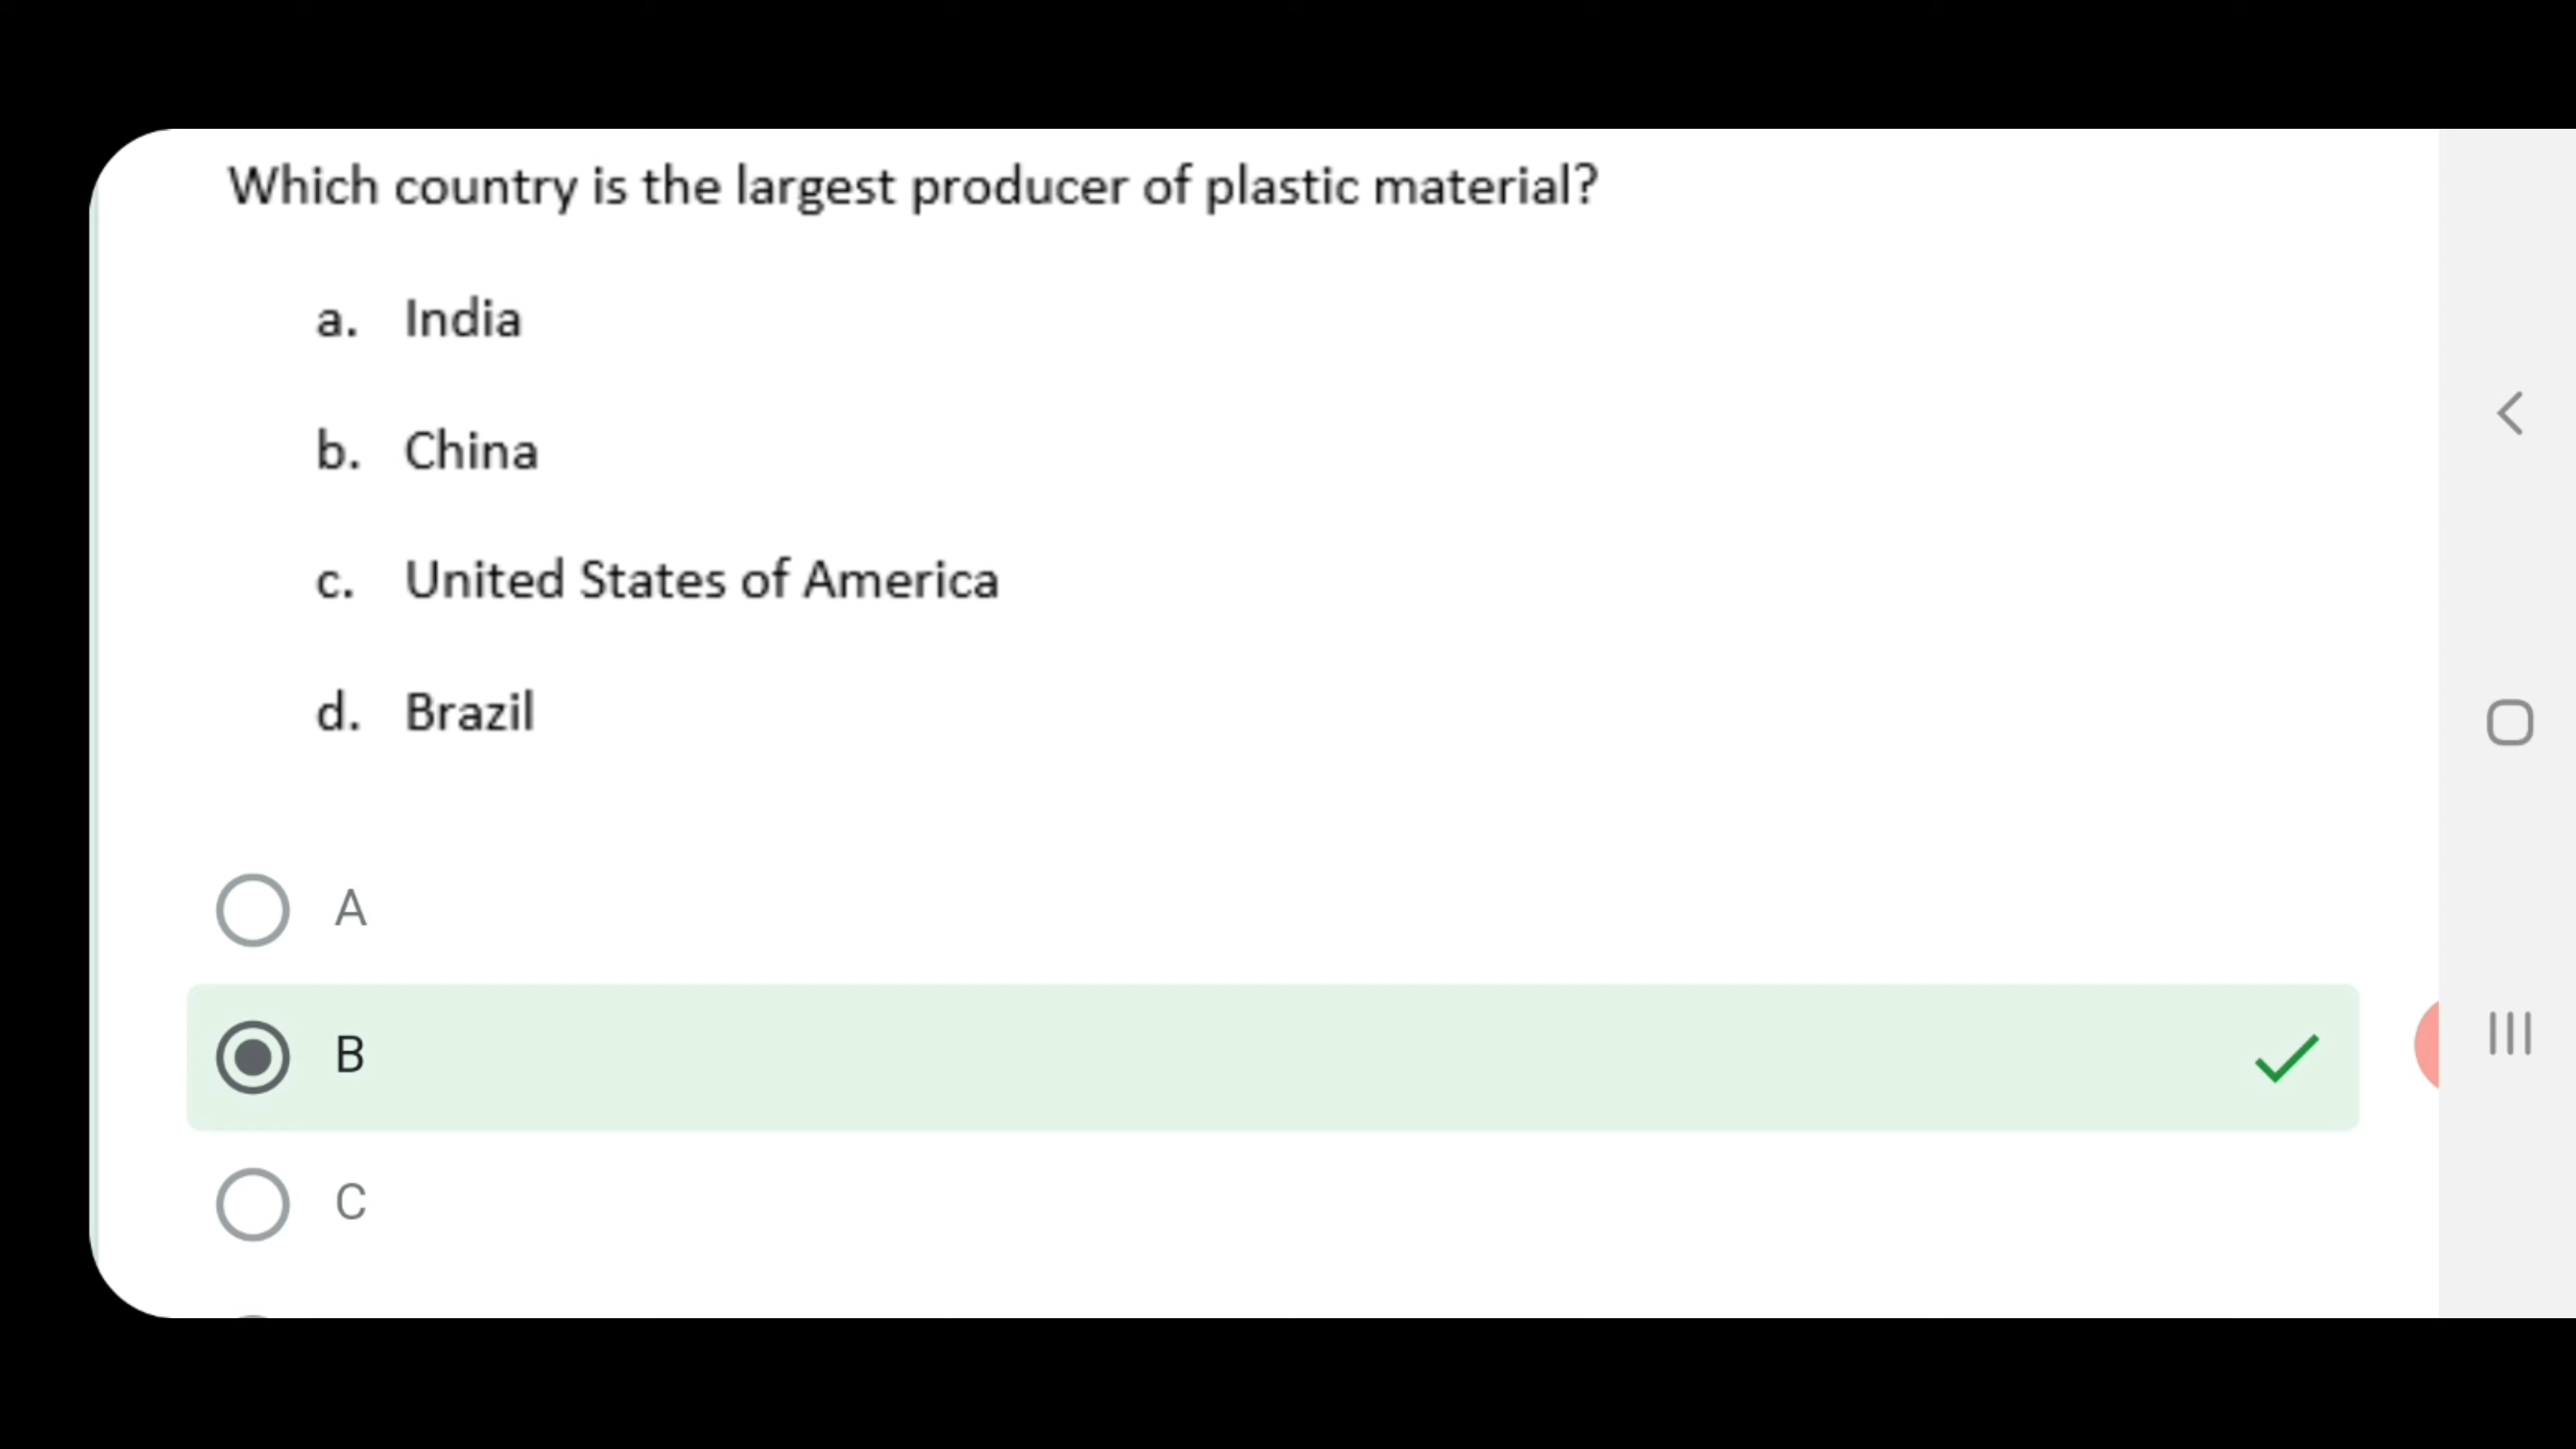 Which country is the largest producer of plastic material?
a. India
b. China
c. United States of America
d. Brazil
A
B
C